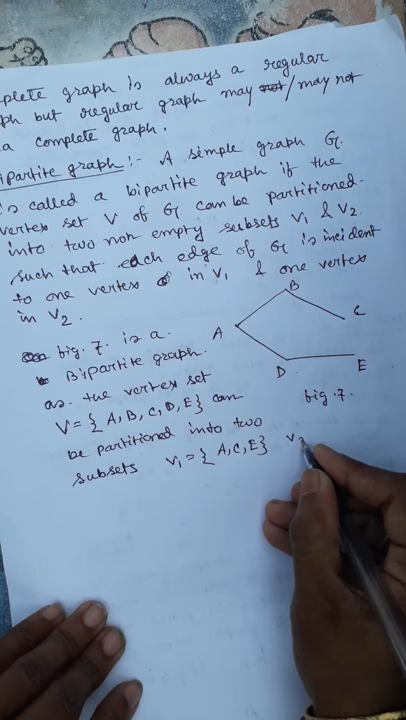 plete graph is always a regular
ph but regular graph may / may not
a complete graph.
ipartite graph :- A simple graph G
is called a bipartite graph if the
vertex set V of G can be partitioned
into two non empty subsets V1 & V2
such that each edge of G is incident
to one vertex in V1 & one vertex
in V2.
big. 7. is a
Bipartite graph.
as the vertex set
V = { A, B, C, D, E } can
be partitioned into two
subsets V1 = { A, C, E } V2
B
C
A
D
E
big. 7.